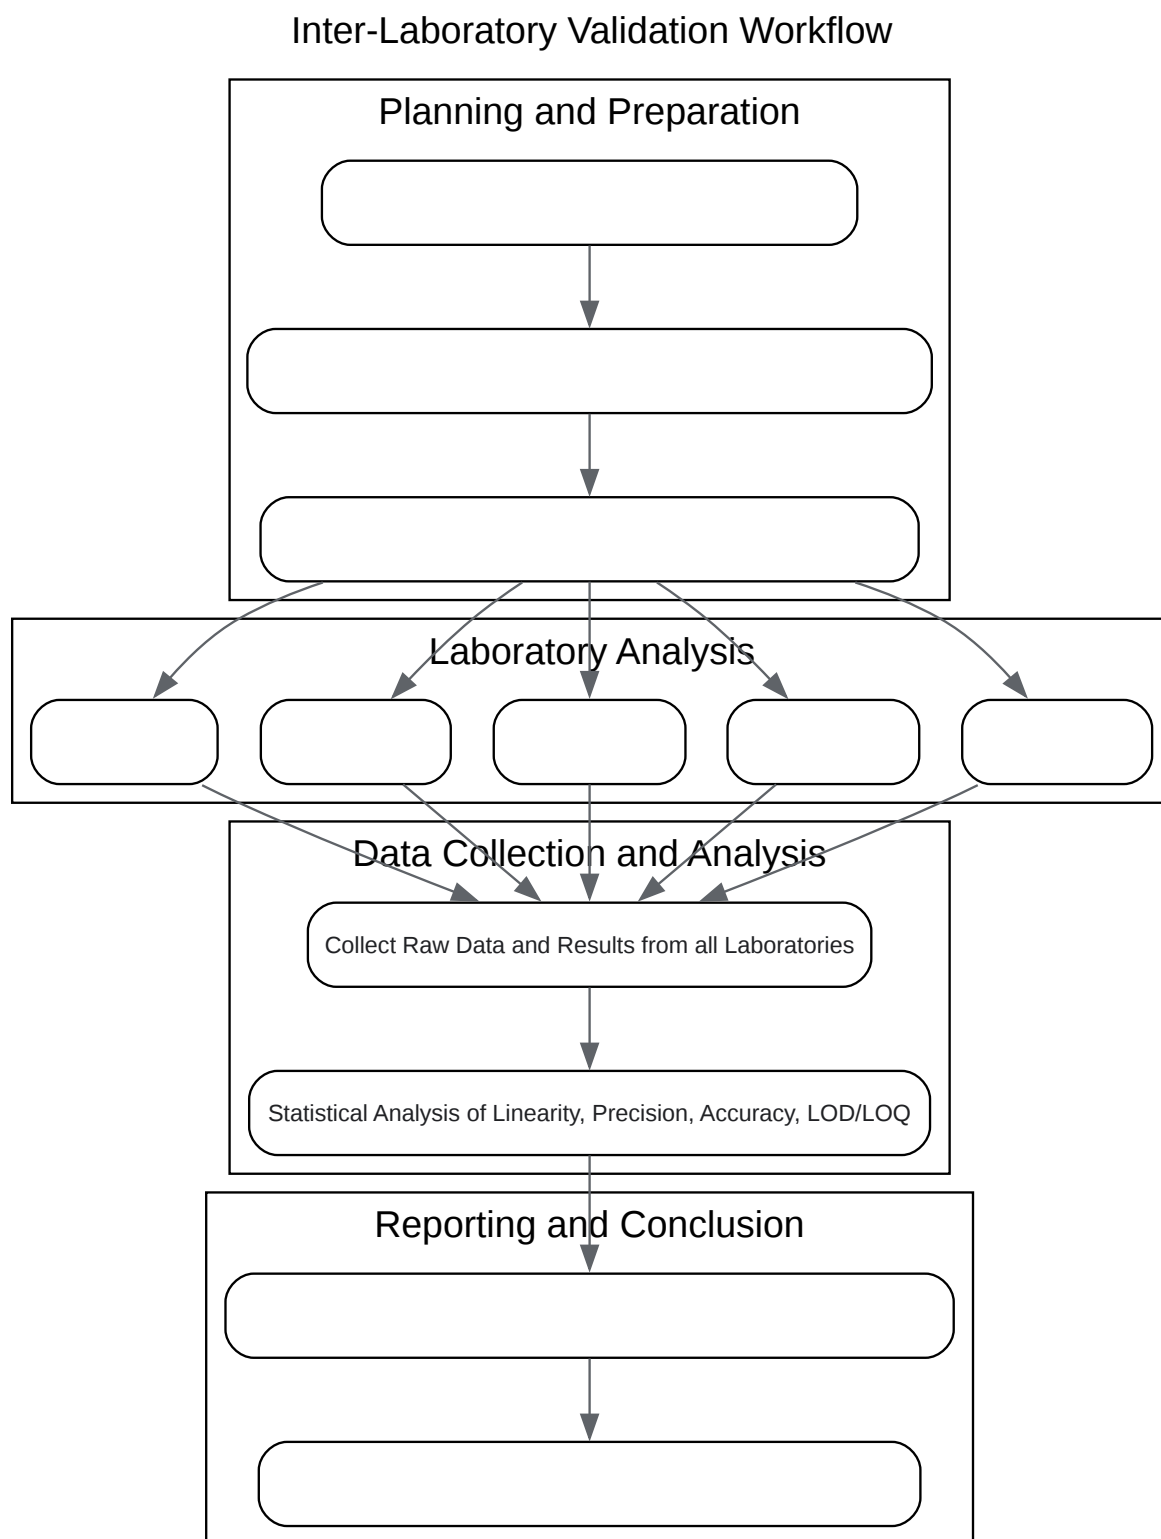 Inter-Laboratory Validation Workflow
Planning and Preparation
Laboratory Analysis
Data Collection and Analysis
Collect Raw Data and Results from all Laboratories
Statistical Analysis of Linearity, Precision, Accuracy, LOD/LOQ
Reporting and Conclusion